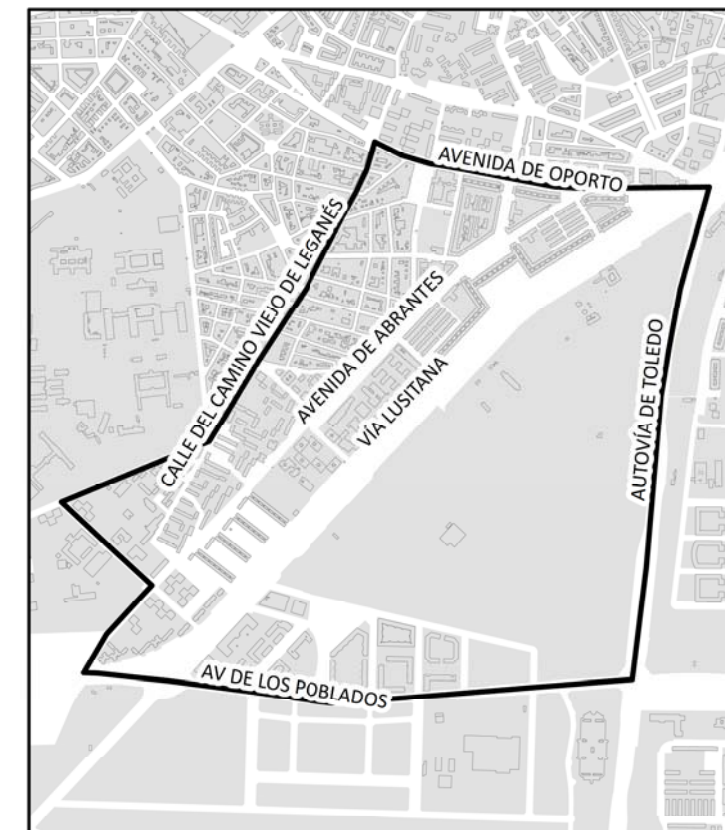 AVENIDA DE OPORTO
CALLE DEL CAMINO VIEJO DE LEGANÉS
AVENIDA DE ABRANTES
VÍA LUSITANA
AUTOVÍA DE TOLEDO
AV DE LOS POBLADOS